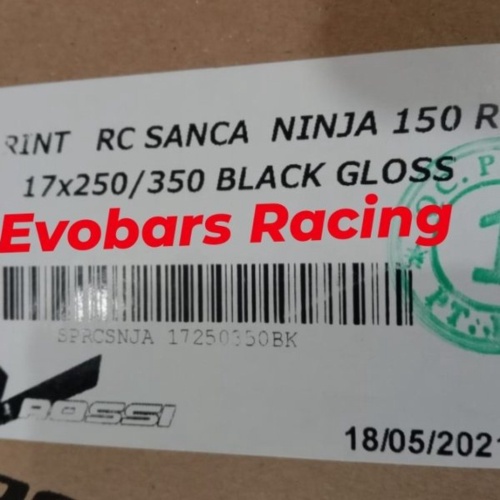 RINT RC SANCA NINJA 150 R
17x250/350 BLACK GLOSS
Evobars Racing
SPRCSNJA 17250350BK
ROSSI
18/05/2021